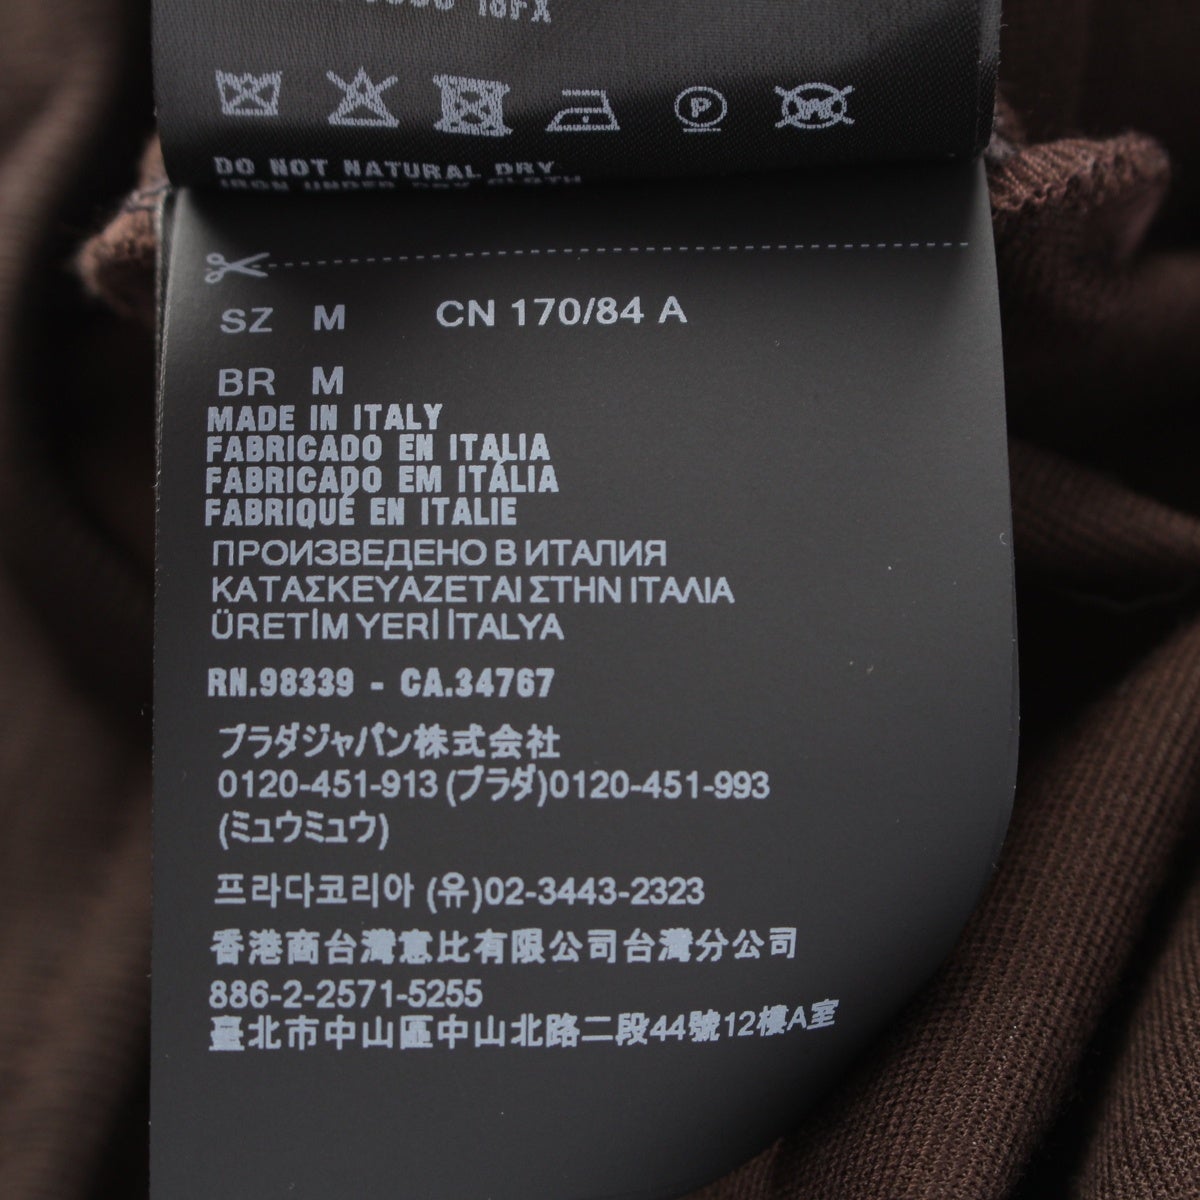 18FX
DO NOT NATURAL DRY
IRON UNDER DRY CLOTH
SZ M CN 170/84 A
BR M
MADE IN ITALY
FABRICADO EN ITALIA
FABRICADO EM ITÁLIA
FABRIQUÉ EN ITALIE
ПРОИЗВЕДЕНО В ИТАЛИЯ
ΚΑΤΑΣΚΕΥΑΖΕΤΑΙ ΣΤΗΝ ΙΤΑΛΙΑ
ÜRETİM YERİ İTALYA
RN.98339 - CA.34767
プラダジャパン株式会社
0120-451-913 (プラダ)0120-451-993
(ミュウミュウ)
프라다코리아 (유)02-3443-2323
香港商台灣意比有限公司台灣分公司
886-2-2571-5255
臺北市中山區中山北路二段44號12樓A室